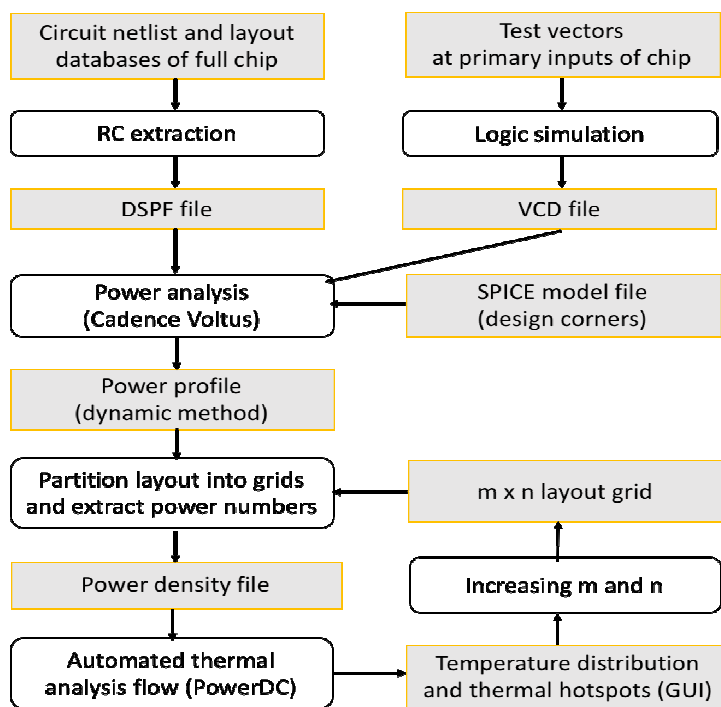 Circuit netlist and layout
databases of full chip
Test vectors
at primary inputs of chip
RC extraction
Logic simulation
DSPF file
VCD file
Power analysis
(Cadence Voltus)
SPICE model file
(design corners)
Power profile
(dynamic method)
Partition layout into grids
and extract power numbers
m x n layout grid
Power density file
Increasing m and n
Automated thermal
analysis flow (PowerDC)
Temperature distribution
and thermal hotspots (GUI)